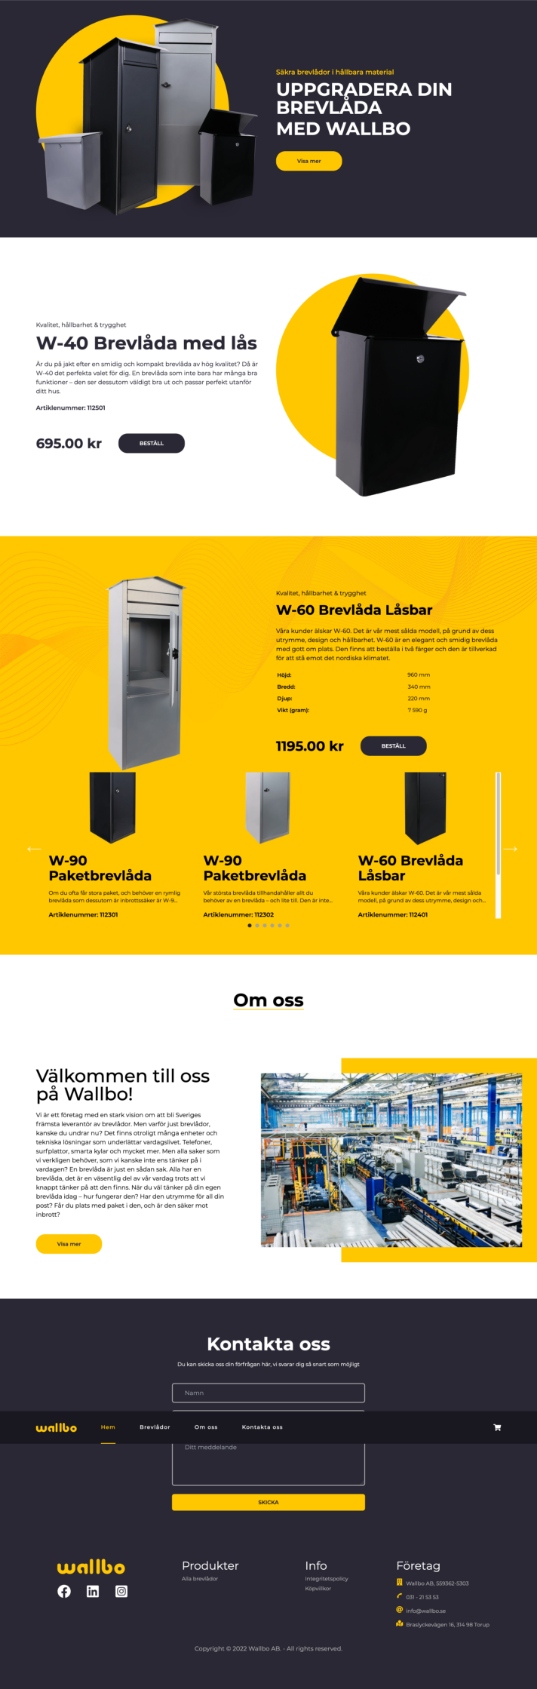 Säkra brevlådor i hållbara material
UPPGRADERA DIN
BREVLÅDA
MED WALLBO
Visa mer
Kvalitet, hållbarhet & trygghet
W-40 Brevlåda med lås
Är du på jakt efter en smidig och kompakt brevlåda av hög kvalitet? Då är
W-40 det perfekta valet för dig. En brevlåda som inte bara har många bra
funktioner – den ser dessutom väldigt bra ut och passar perfekt utanför
ditt hus.
Artiklenummer: 112501
695.00 kr
BESTÄLL
Kvalitet, hållbarhet & trygghet
W-60 Brevlåda Låsbar
Våra kunder älskar W-60. Det är vår mest sålda modell, på grund av dess
utrymme, design och hållbarhet. W-60 är en elegant och smidig brevlåda
med gott om plats. Den finns att beställa i två färger och den är tillverkad
för att stå emot det nordiska klimatet.
Höjd: 960 mm
Bredd: 340 mm
Djup: 220 mm
Vikt (gram): 7 590 g
1195.00 kr
BESTÄLL
W-90
Paketbrevlåda
Om du ofta får stora paket, och behöver en rymlig
brevlåda som dessutom är inbrottssäker är W-9...
Artiklenummer: 112301
W-90
Paketbrevlåda
Vår största brevlåda tillhandahåller allt du
behöver av en brevlåda – och lite till. Den är inte...
Artiklenummer: 112302
W-60 Brevlåda
Låsbar
Våra kunder älskar W-60. Det är vår mest sålda
modell, på grund av dess utrymme, design och...
Artiklenummer: 112401
Om oss
Välkommen till oss
på Wallbo!
Vi är ett företag med en stark vision om att bli Sveriges
främsta leverantör av brevlådor. Men varför just brevlådor,
kanske du undrar nu? Det finns otroligt många enheter och
tekniska lösningar som underlättar vardagslivet. Telefoner,
surfplattor, smarta kylar och mycket mer. Men alla saker som
vi verkligen behöver, som vi kanske inte ens tänker på i
vardagen? En brevlåda är just en sådan sak. Alla har en
brevlåda, det är en väsentlig del av vår vardag trots att vi
knappt tänker på att den finns. När du väl tänker på din egen
brevlåda idag – hur fungerar den? Har den utrymme för all din
post? Får du plats med paket i den, och är den säker mot
inbrott?
Visa mer
Kontakta oss
Du kan skicka oss din förfrågan här, vi svarar dig så snart som möjligt
Namn
wallbo
Hem
Brevlådor
Om oss
Kontakta oss
Ditt meddelande
SKICKA
wallbo
Produkter
Alla brevlådor
Info
Integritetspolicy
Köpvillkor
Företag
Wallbo AB, 559362-5303
031 - 21 53 53
info@wallbo.se
Braslyckevägen 16, 314 98 Torup
Copyright © 2022 Wallbo AB. - All rights reserved.